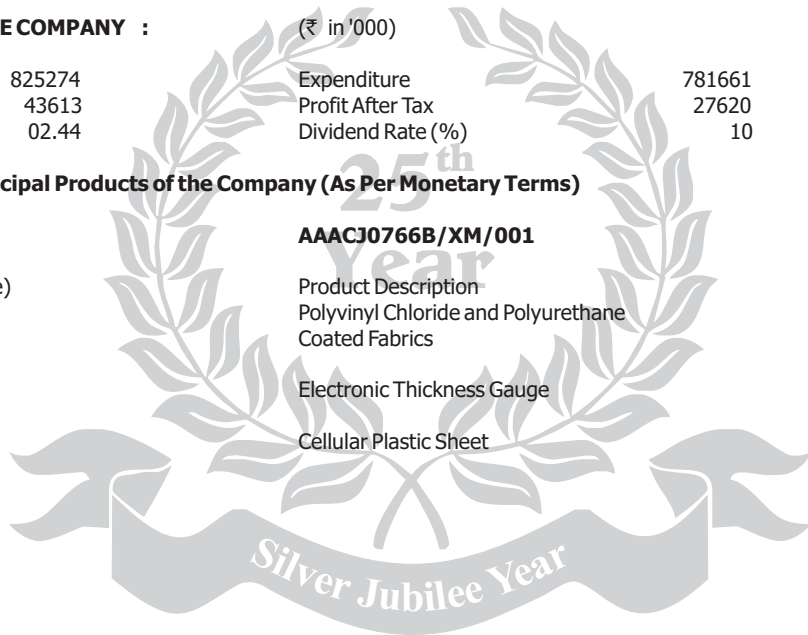 E COMPANY : (₹ in '000)
825274 Expenditure 781661
43613 Profit After Tax 27620
02.44 Dividend Rate (%) 10
cipal Products of the Company (As Per Monetary Terms)
25th
Year
AAACJ0766B/XM/001
e) Product Description
Polyvinyl Chloride and Polyurethane
Coated Fabrics
Electronic Thickness Gauge
Cellular Plastic Sheet
Silver Jubilee Year